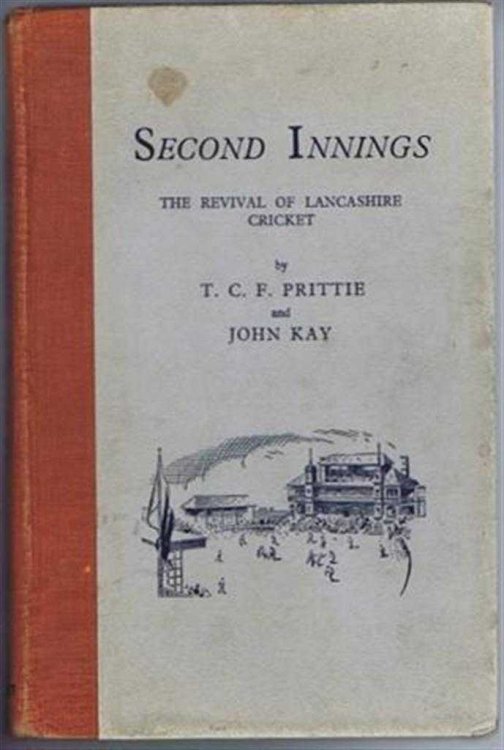 SECOND INNINGS
THE REVIVAL OF LANCASHIRE
CRICKET
by
T. C. F. PRITTIE
and
JOHN KAY